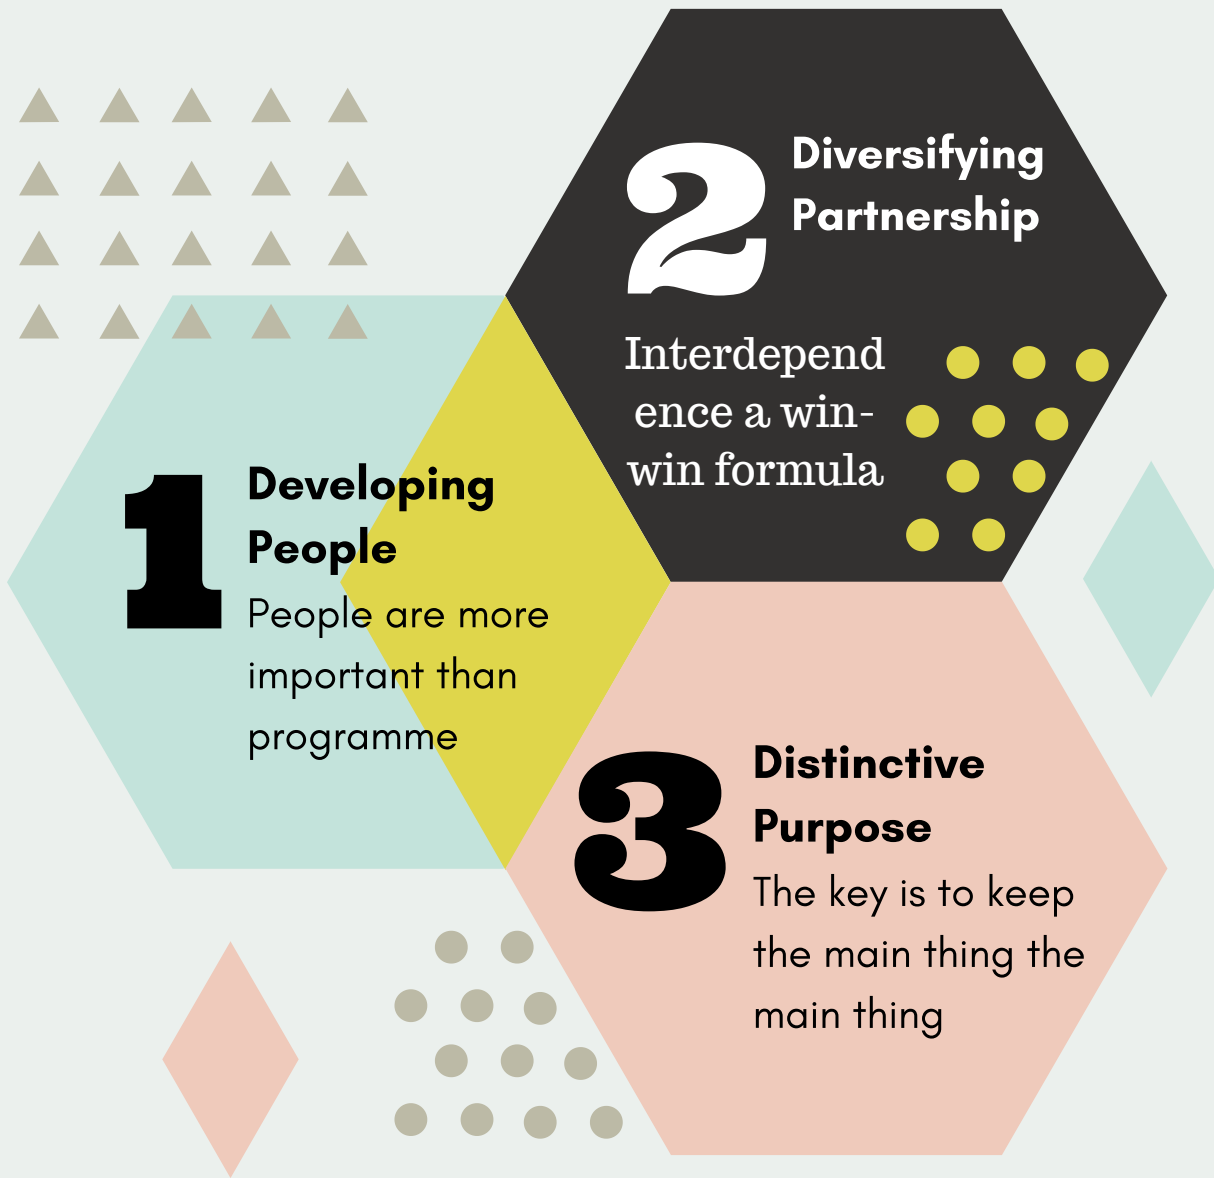 1
Developing
People
People are more
important than
programme
2
Diversifying
Partnership
Interdepend
ence a win-
win formula
3
Distinctive
Purpose
The key is to keep
the main thing the
main thing